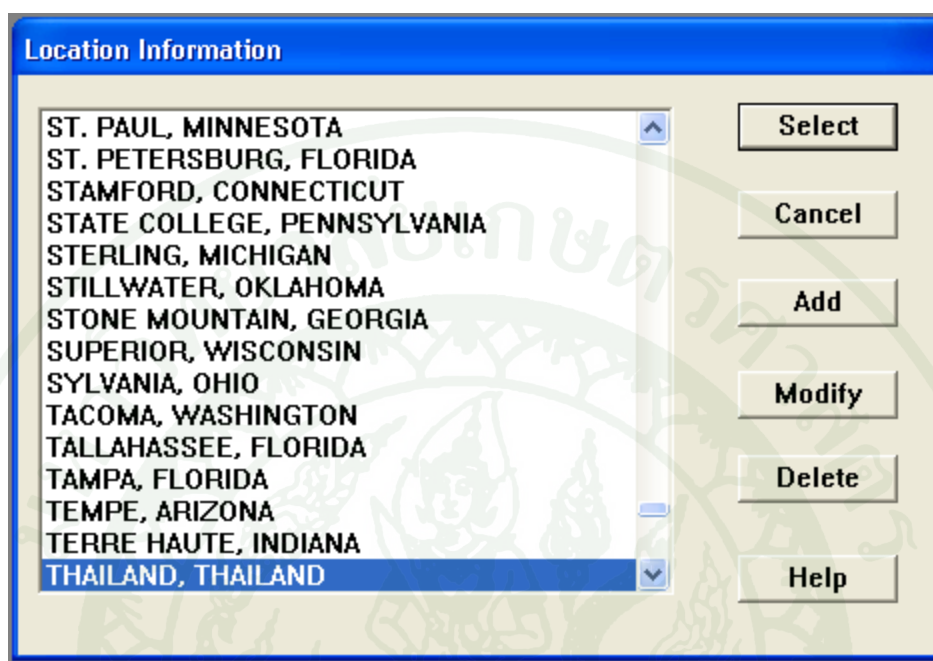 Location Information
ST. PAUL, MINNESOTA
ST. PETERSBURG, FLORIDA
STAMFORD, CONNECTICUT
STATE COLLEGE, PENNSYLVANIA
STERLING, MICHIGAN
STILLWATER, OKLAHOMA
STONE MOUNTAIN, GEORGIA
SUPERIOR, WISCONSIN
SYLVANIA, OHIO
TACOMA, WASHINGTON
TALLAHASSEE, FLORIDA
TAMPA, FLORIDA
TEMPE, ARIZONA
TERRE HAUTE, INDIANA
THAILAND, THAILAND
Select
Cancel
Add
Modify
Delete
Help